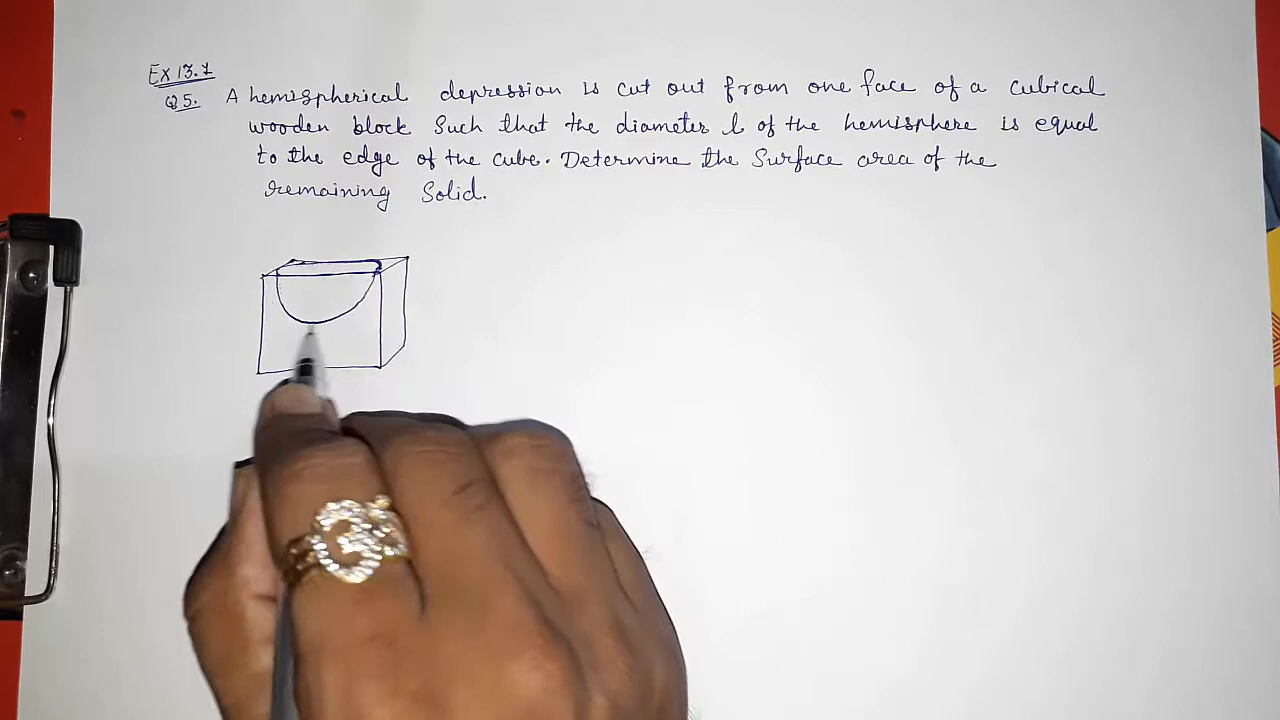 Ex 13.1
Q5. A hemispherical depression is cut out from one face of a cubical
wooden block Such that the diameter l of the hemisphere is equal
to the edge of the cube. Determine the Surface area of the
remaining Solid.